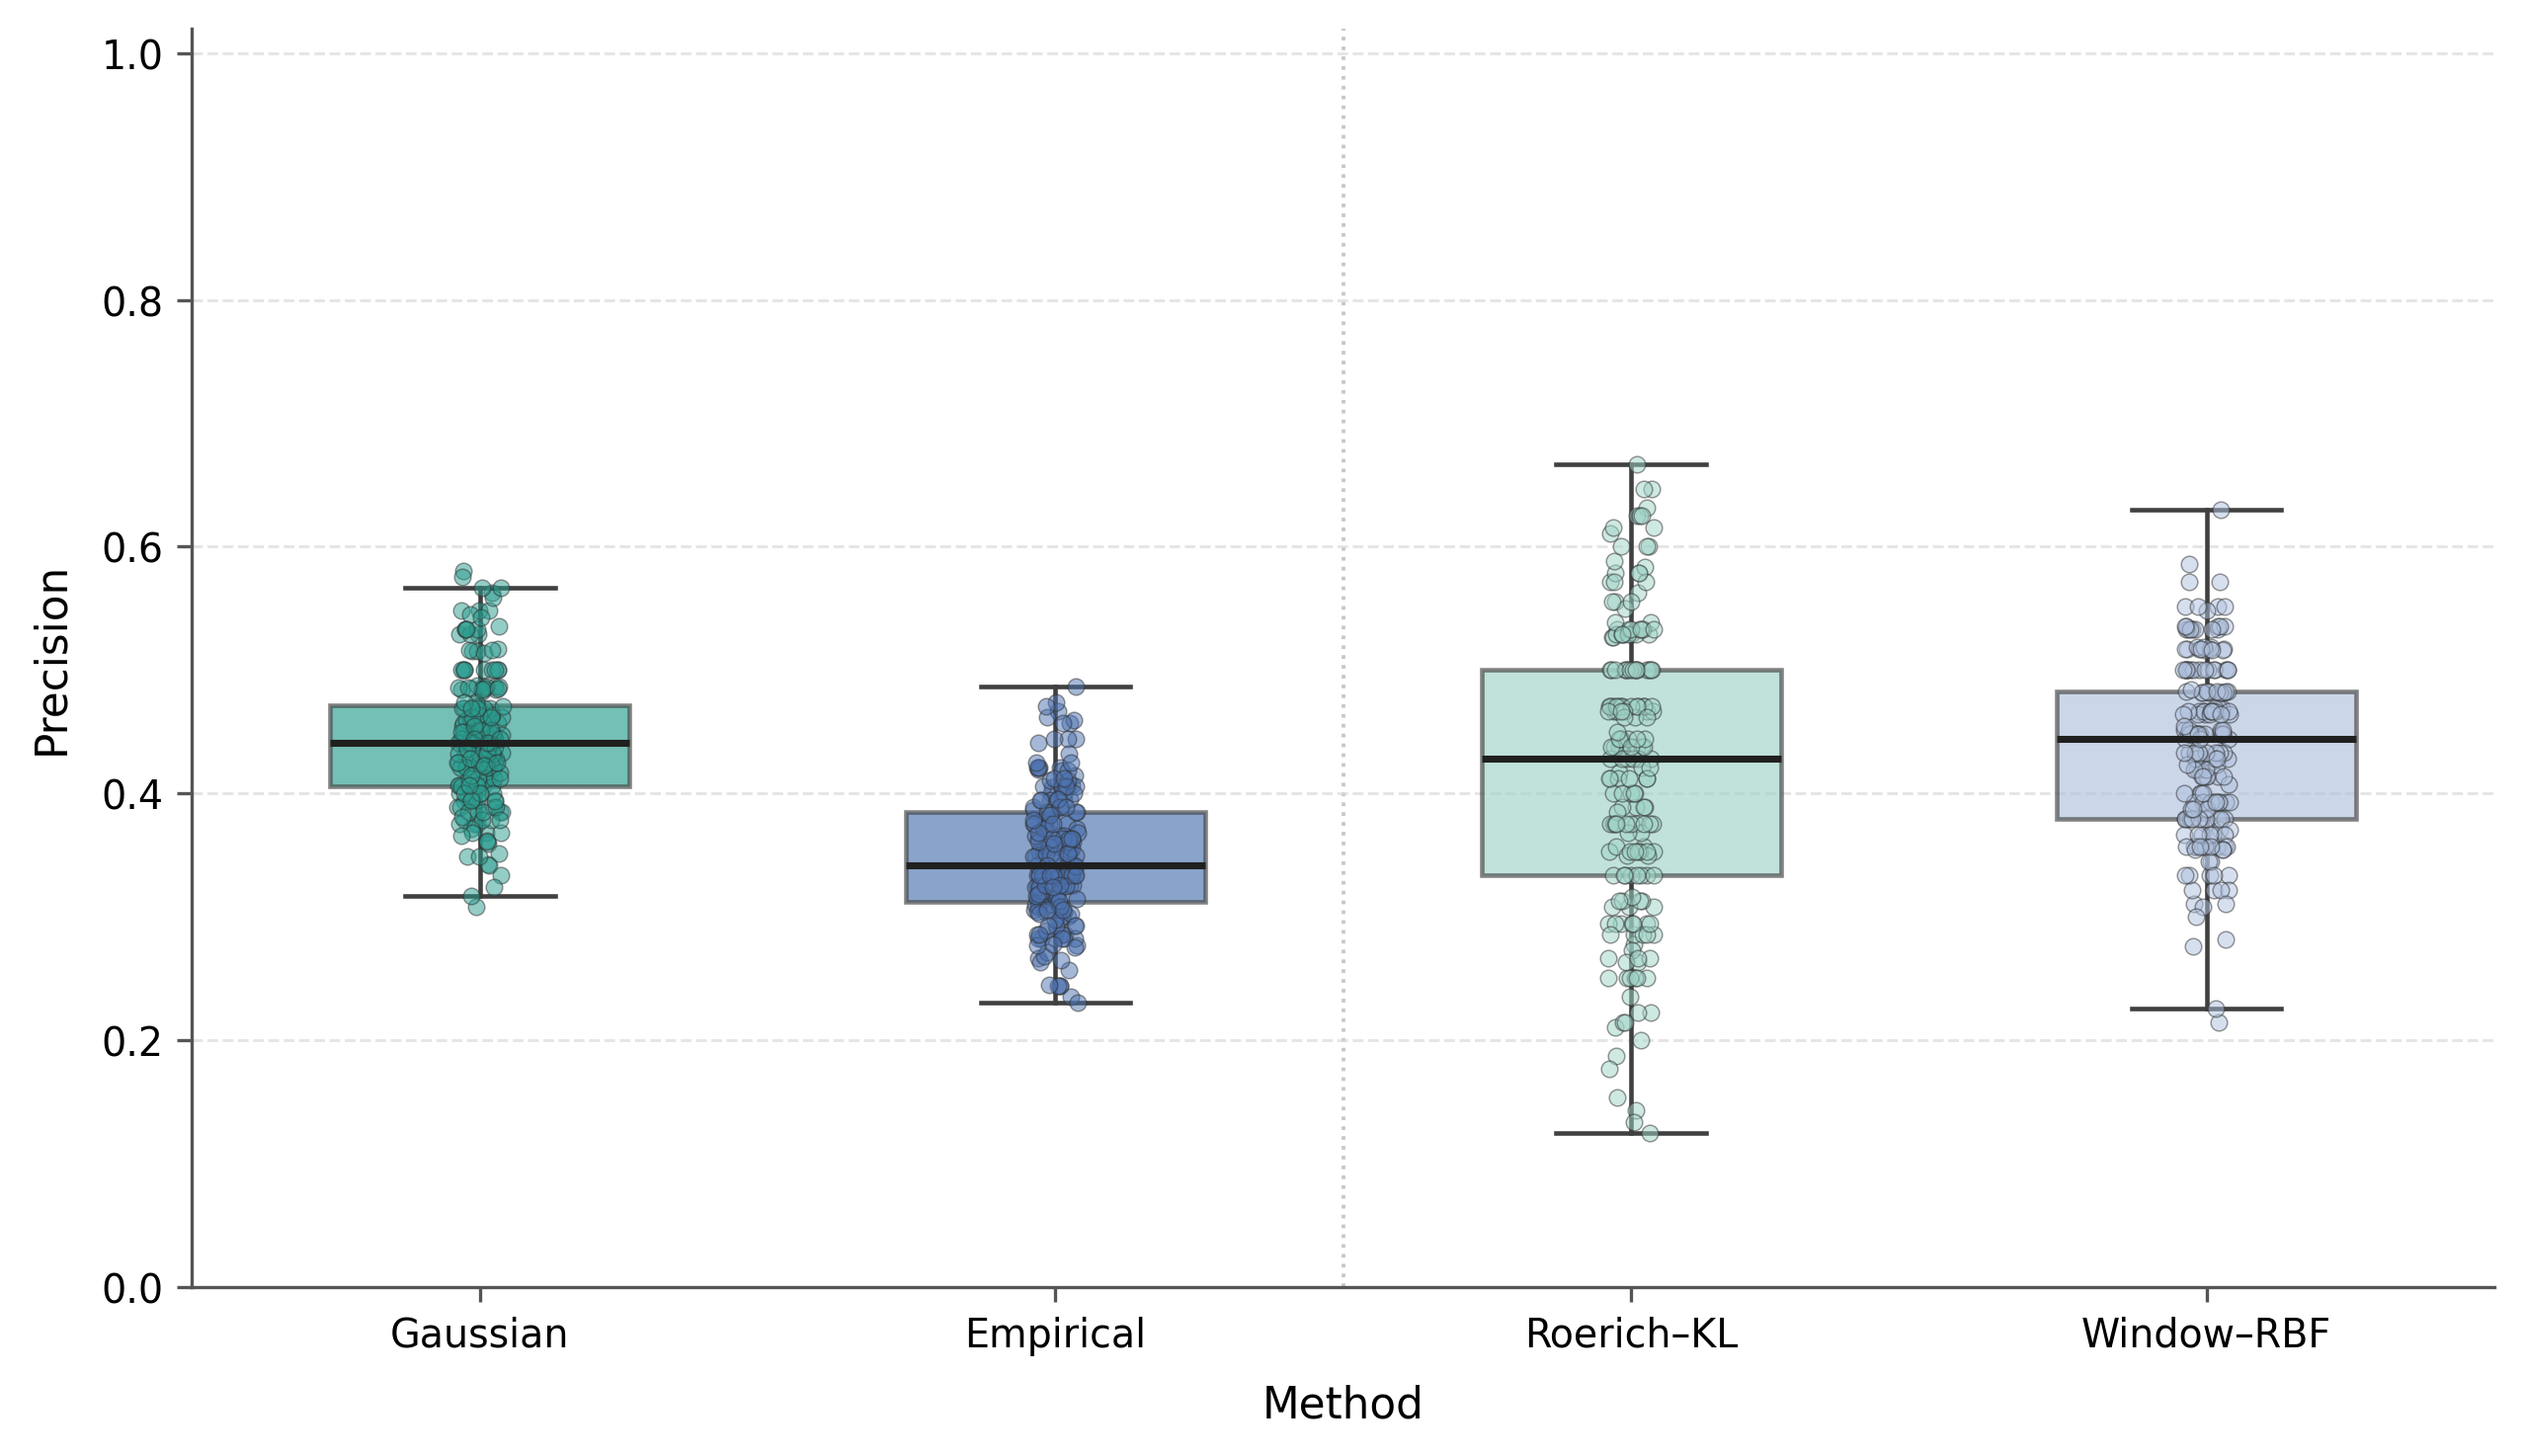 1.0
0.8
0.6
0.4
0.2
0.0
Precision
Gaussian
Empirical
Roerich–KL
Window–RBF
Method